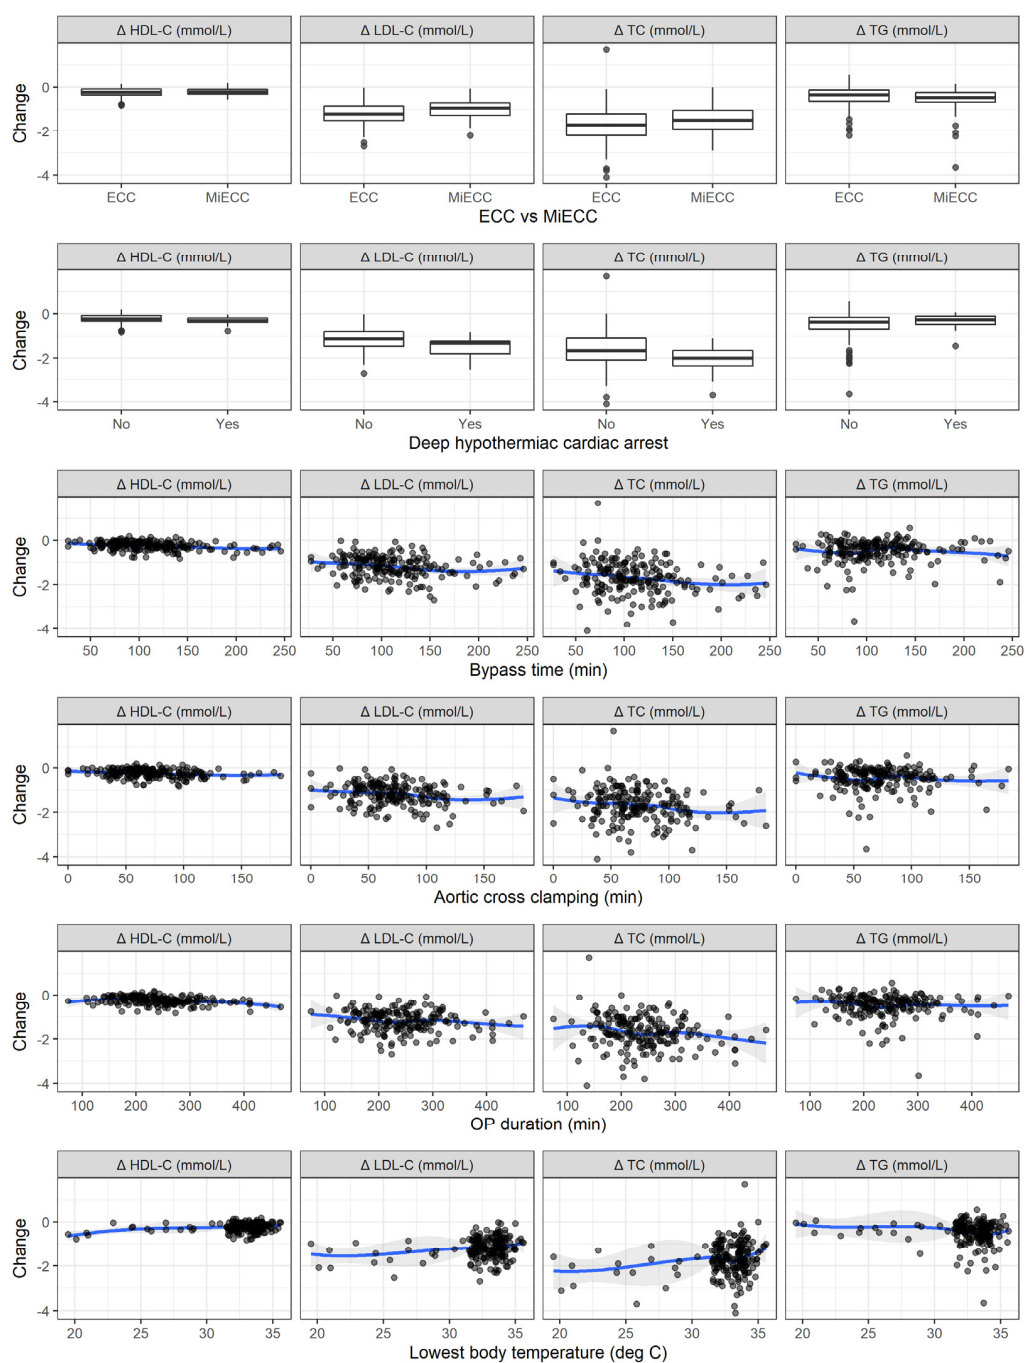 Δ HDL-C (mmol/L) Δ LDL-C (mmol/L) Δ TC (mmol/L) Δ TG (mmol/L)
Change
0
-2
-4
ECC MiECC ECC MiECC ECC MiECC ECC MiECC
ECC vs MiECC
Δ HDL-C (mmol/L) Δ LDL-C (mmol/L) Δ TC (mmol/L) Δ TG (mmol/L)
Change
0
-2
-4
No Yes No Yes No Yes No Yes
Deep hypothermiac cardiac arrest
Δ HDL-C (mmol/L) Δ LDL-C (mmol/L) Δ TC (mmol/L) Δ TG (mmol/L)
Change
0
-2
-4
50 100 150 200 250 50 100 150 200 250 50 100 150 200 250 50 100 150 200 250
Bypass time (min)
Δ HDL-C (mmol/L) Δ LDL-C (mmol/L) Δ TC (mmol/L) Δ TG (mmol/L)
Change
0
-2
-4
0 50 100 150 0 50 100 150 0 50 100 150 0 50 100 150
Aortic cross clamping (min)
Δ HDL-C (mmol/L) Δ LDL-C (mmol/L) Δ TC (mmol/L) Δ TG (mmol/L)
Change
0
-2
-4
100 200 300 400 100 200 300 400 100 200 300 400 100 200 300 400
OP duration (min)
Δ HDL-C (mmol/L) Δ LDL-C (mmol/L) Δ TC (mmol/L) Δ TG (mmol/L)
Change
0
-2
-4
20 25 30 35 20 25 30 35 20 25 30 35 20 25 30 35
Lowest body temperature (deg C)